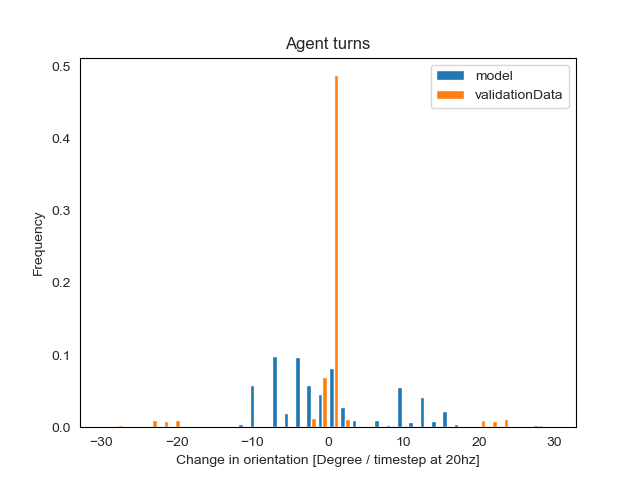 Agent turns
model
validationData
0.5
0.4
0.3
0.2
0.1
0.0
Frequency
−30 −20 −10 0 10 20 30
Change in orientation [Degree / timestep at 20hz]